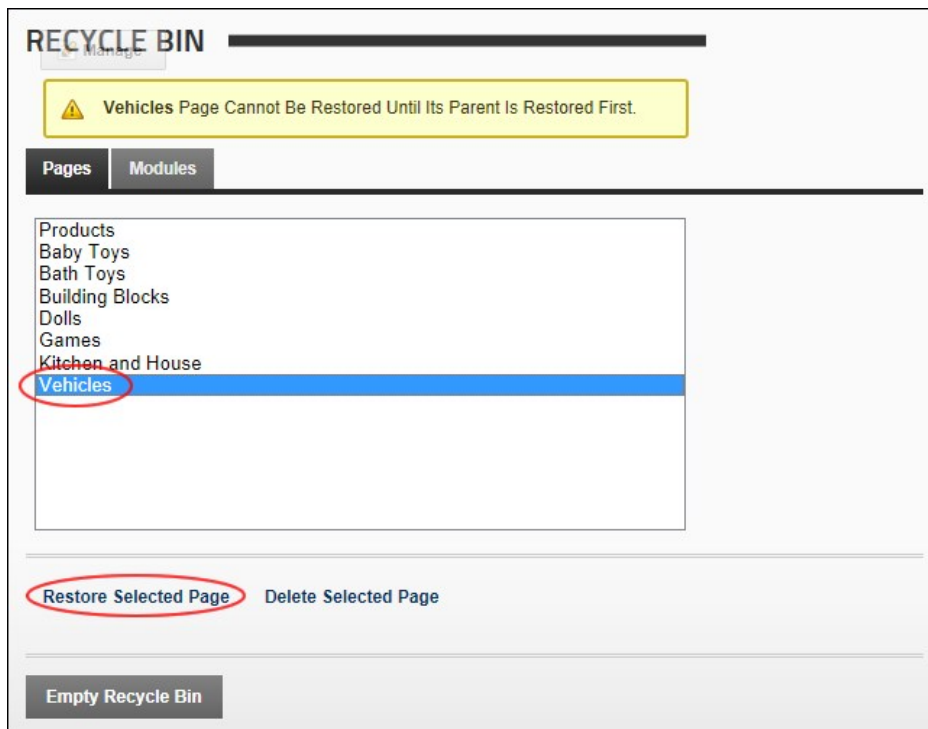 RECYCLE BIN
Manage
Vehicles Page Cannot Be Restored Until Its Parent Is Restored First.
Pages Modules
Products
Baby Toys
Bath Toys
Building Blocks
Dolls
Games
Kitchen and House
Vehicles
Restore Selected Page Delete Selected Page
Empty Recycle Bin